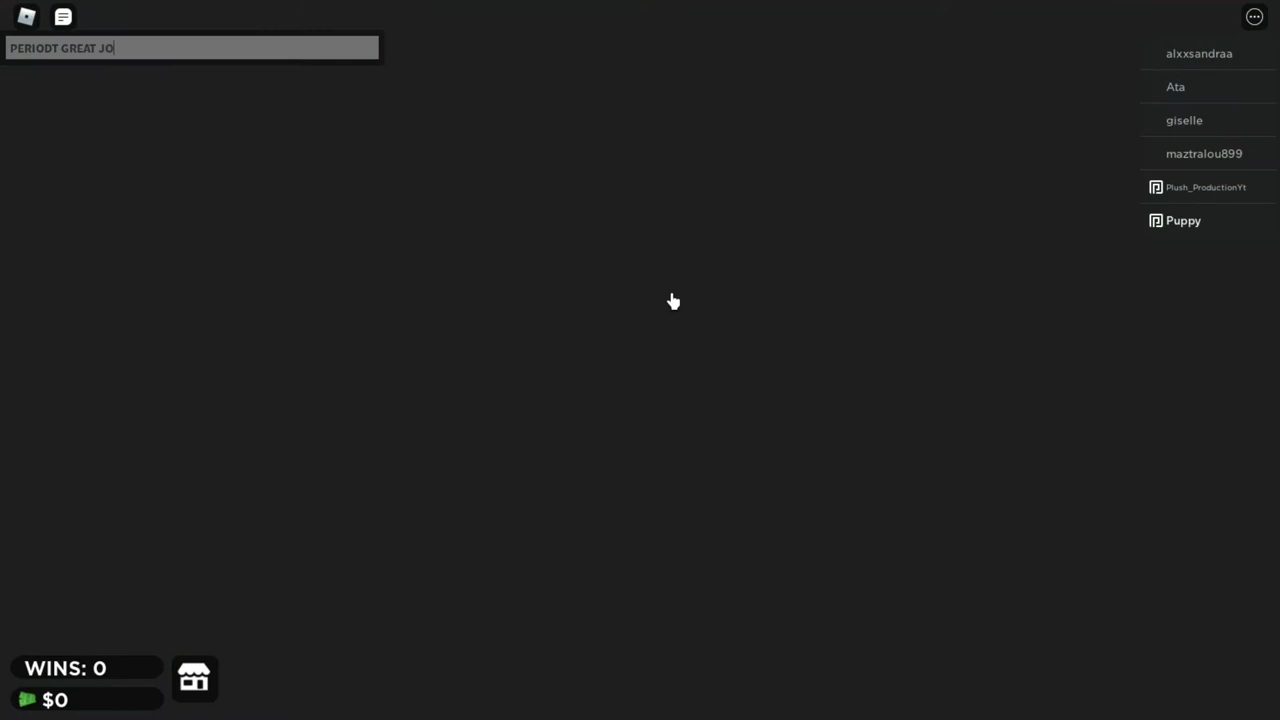 PERIODT GREAT JO
alxxsandraa
Ata
giselle
maztralou899
Plush_ProductionYt
Puppy
WINS: 0
$0